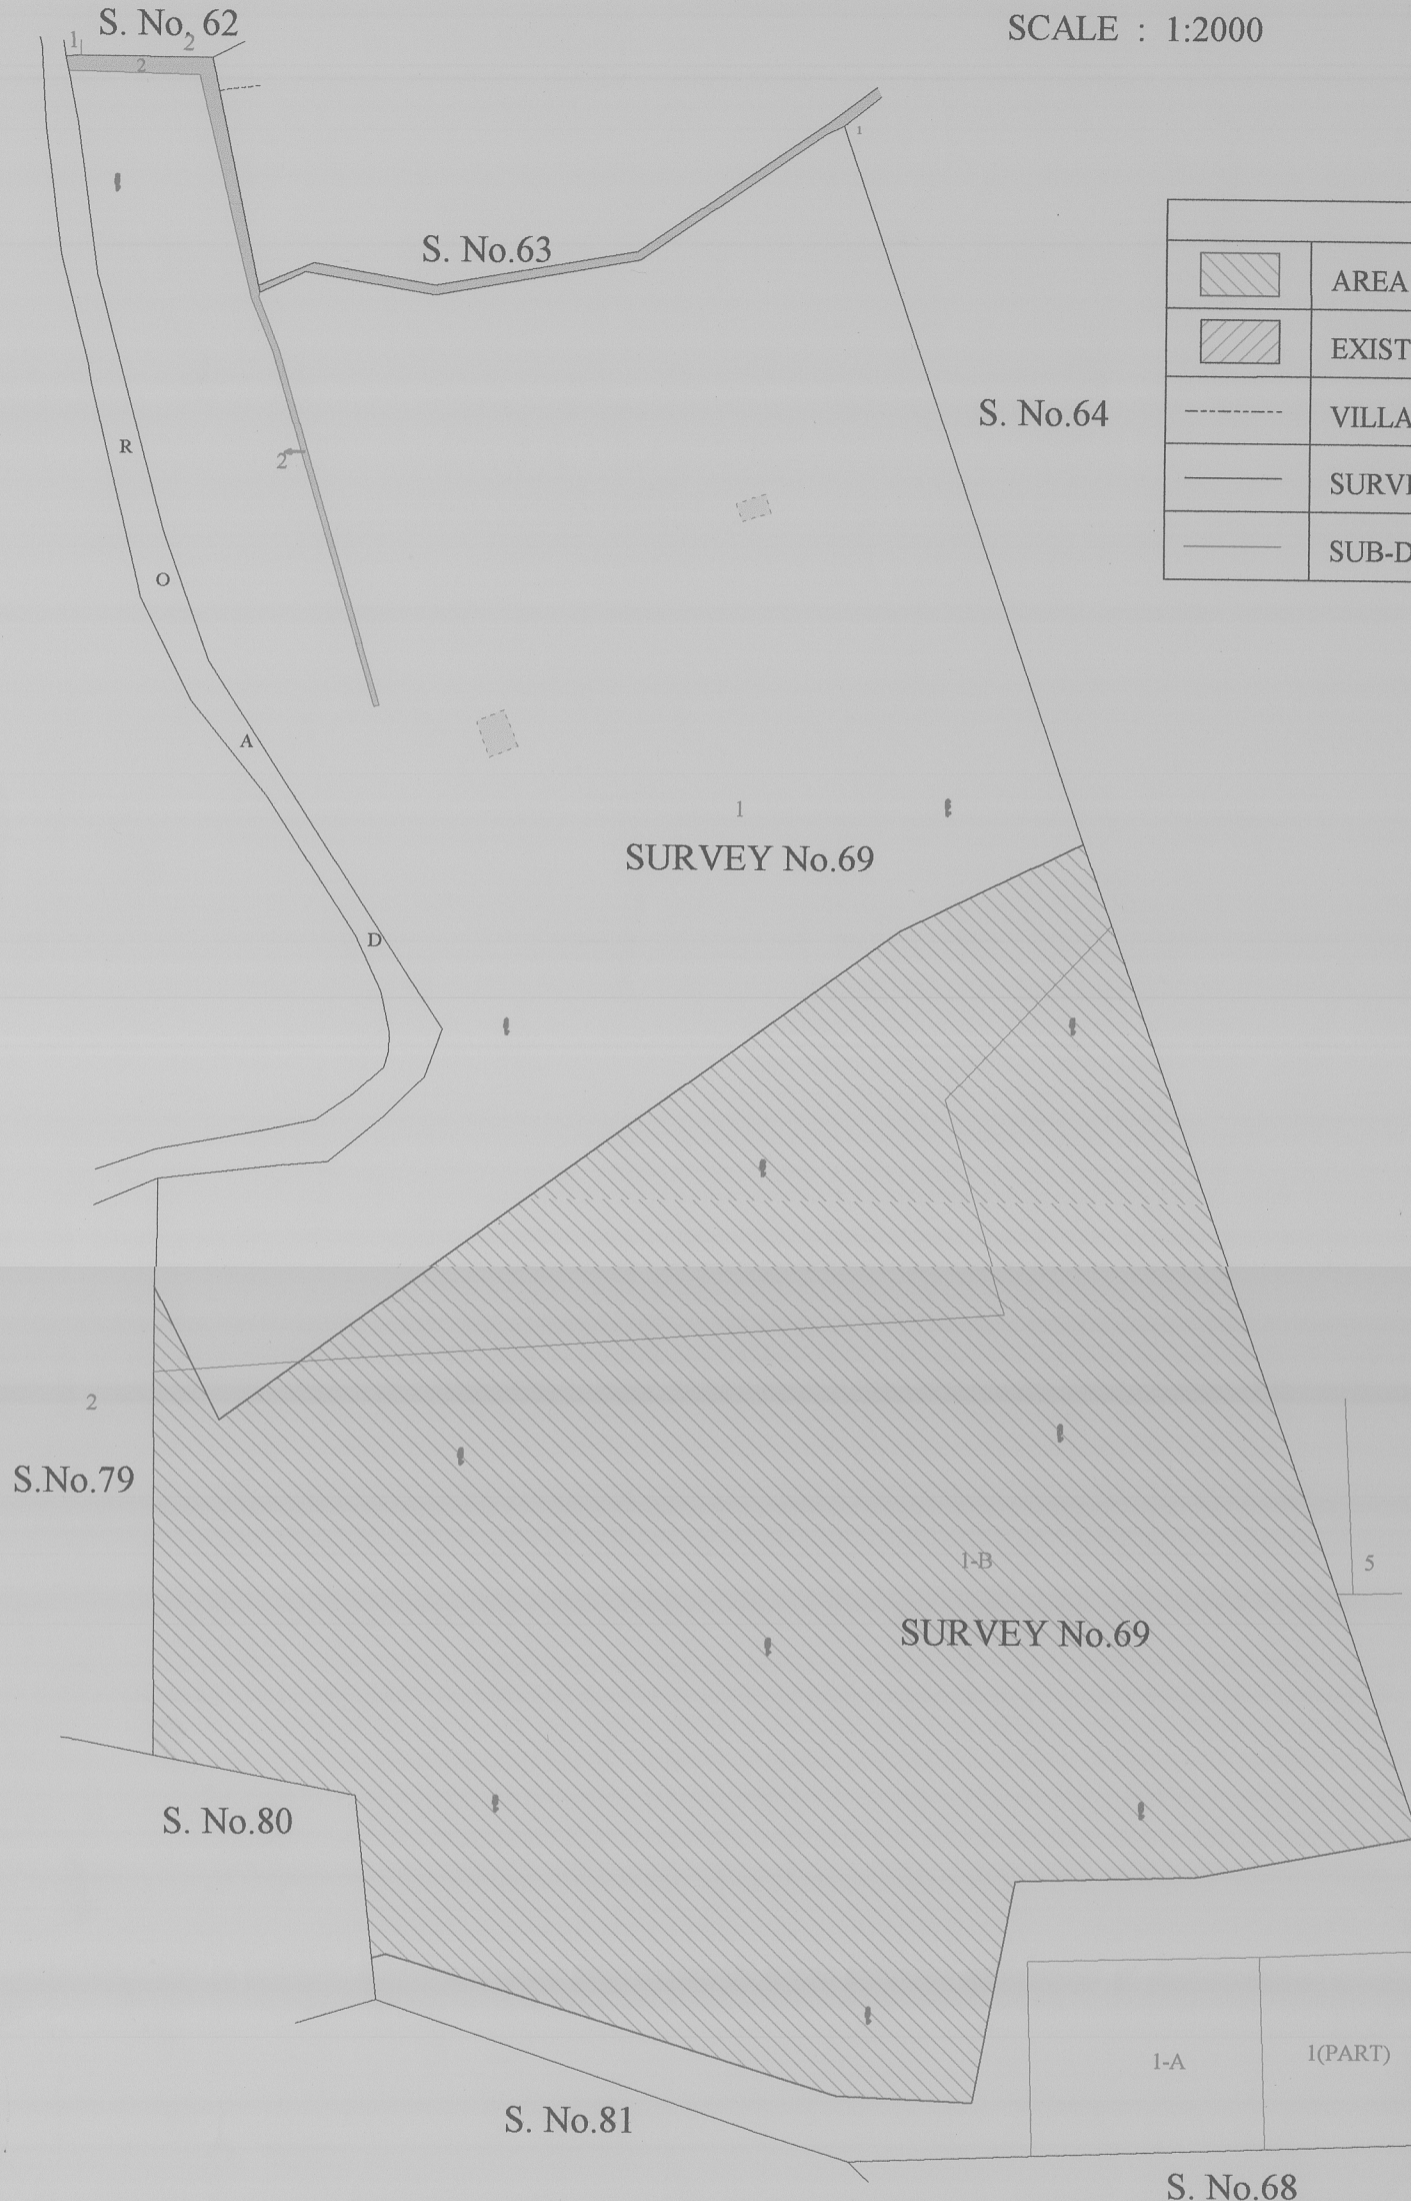 S. No, 62
SCALE : 1:2000
1
2
2
1
S. No.63
AREA
EXIST
S. No.64
VILLA
R
2
SURVE
SUB-D
O
A
1
SURVEY No.69
D
2
S.No.79
1-B
5
SURVEY No.69
S. No.80
1-A
1(PART)
S. No.81
S. No.68